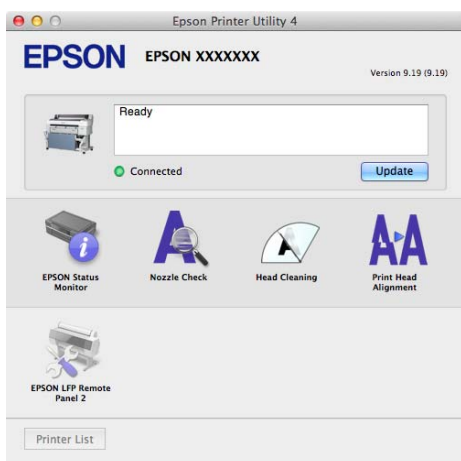 Epson Printer Utility 4
EPSON EPSON XXXXXXX
Version 9.19 (9.19)
Ready
Connected Update
EPSON Status
Monitor
Nozzle Check
Head Cleaning
Print Head
Alignment
EPSON LFP Remote
Panel 2
Printer List